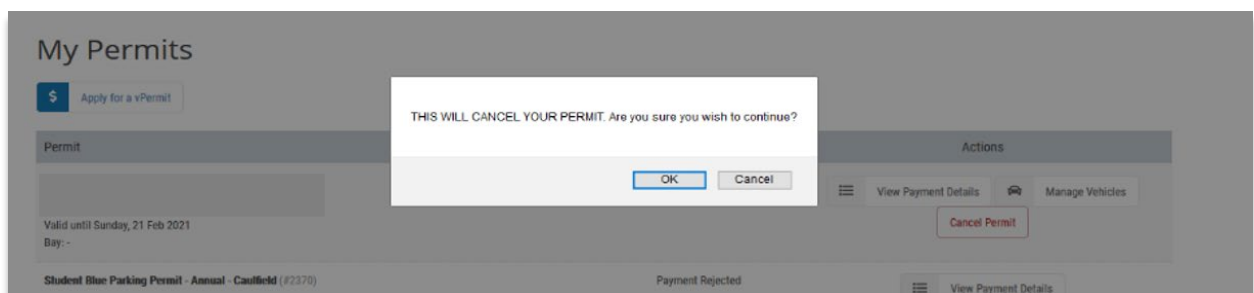 My Permits
$ Apply for a vPermit
THIS WILL CANCEL YOUR PERMIT. Are you sure you wish to continue?
OK Cancel
Permit Actions
View Payment Details Manage Vehicles
Cancel Permit
Valid until Sunday, 21 Feb 2021
Bay: -
Student Blue Parking Permit - Annual - Caulfield (#2370) Payment Rejected View Payment Details